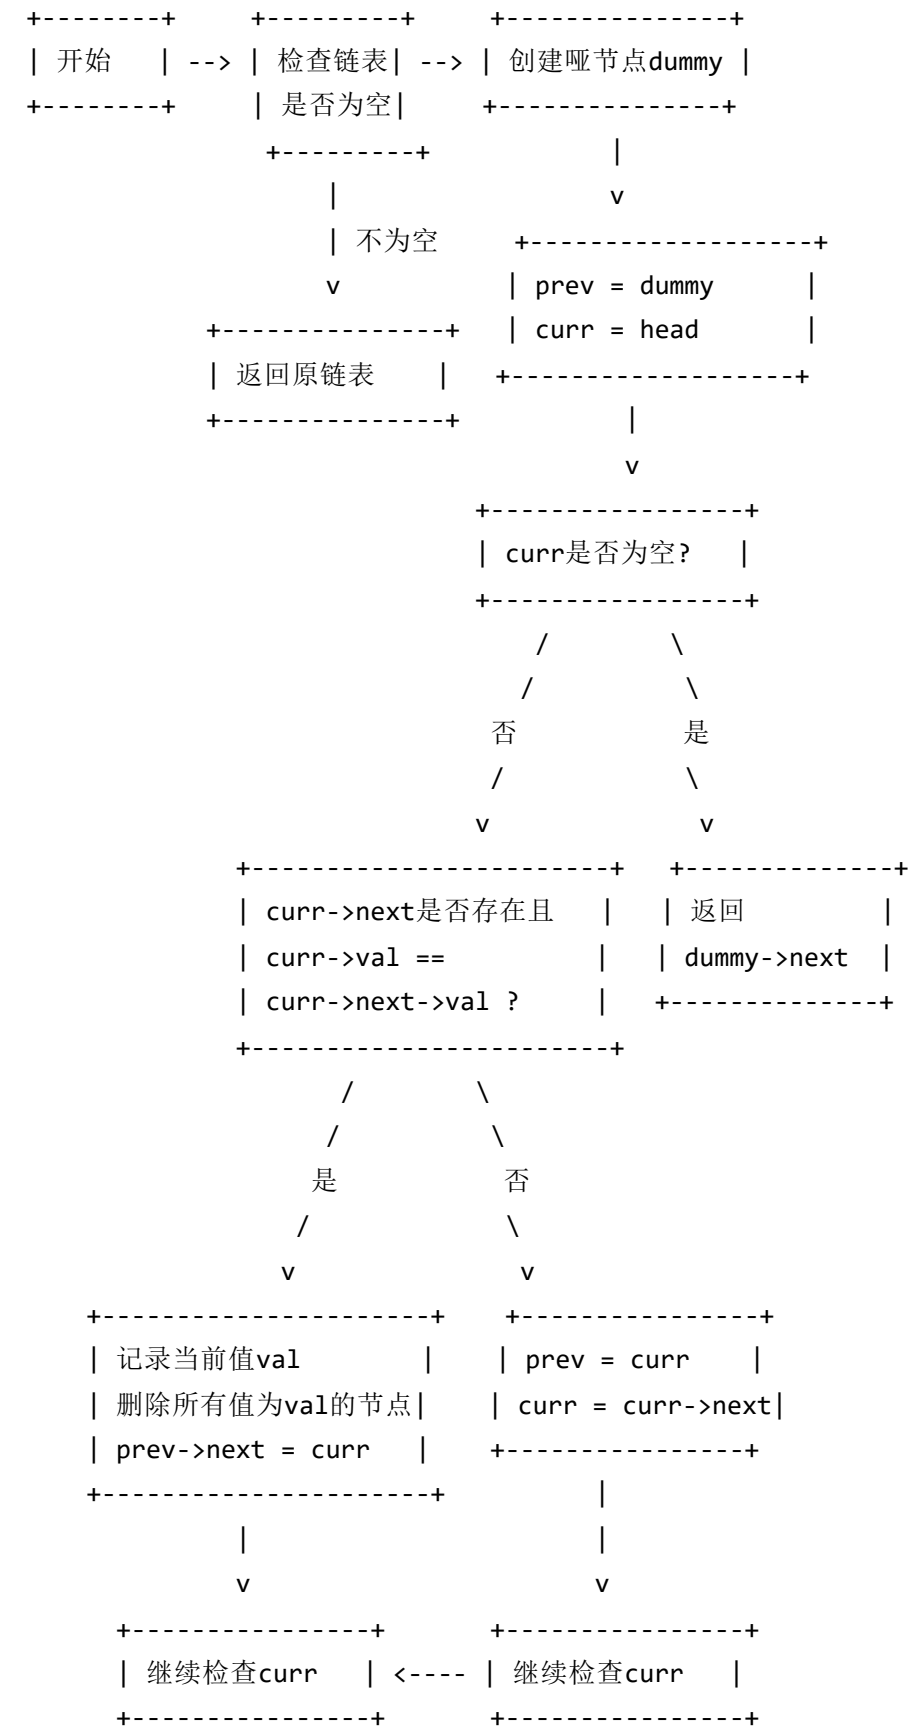 +--------+     +---------+     +---------------+
| 开始   | --> | 检查链表| --> | 创建哑节点dummy |
+--------+     | 是否为空|     +---------------+
                +---------+            |
                    |                  v
                    | 不为空     +-------------------+
                    v           | prev = dummy      |
            +---------------+   | curr = head       |
            | 返回原链表    |   +-------------------+
            +---------------+           |
                                        v
                              +-----------------+
                              | curr是否为空?   |
                              +-----------------+
                                  /        \
                                 /          \
                               否           是
                               /            \
                              v              v
              +------------------------+   +--------------+
              | curr->next是否存在且   |   | 返回         |
              | curr->val ==          |   | dummy->next  |
              | curr->next->val ?     |   +--------------+
              +------------------------+
                     /        \
                    /          \
                   是           否
                  /             \
                 v               v
    +----------------------+    +----------------+
    | 记录当前值val        |    | prev = curr    |
    | 删除所有值为val的节点|    | curr = curr->next|
    | prev->next = curr   |    +----------------+
    +----------------------+          |
              |                       |
              v                       v
      +----------------+       +----------------+
      | 继续检查curr   | <---- | 继续检查curr   |
      +----------------+       +----------------+